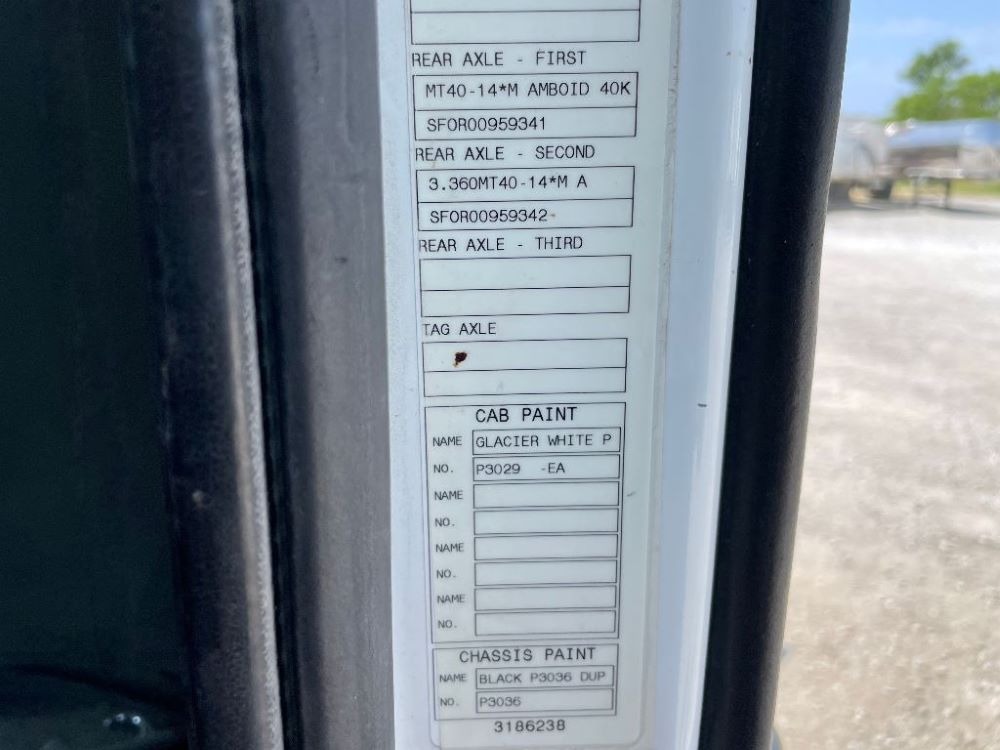 REAR AXLE - FIRST
MT40-14*M AMBOID 40K
SFOR00959341
REAR AXLE - SECOND
3.360MT40-14*M A
SFOR00959342
REAR AXLE - THIRD
TAG AXLE
CAB PAINT
NAME GLACIER WHITE P
NO. P3029 -EA
NAME
NO.
NAME
NO.
NAME
NO.
CHASSIS PAINT
NAME BLACK P3036 DUP
NO. P3036
3186238